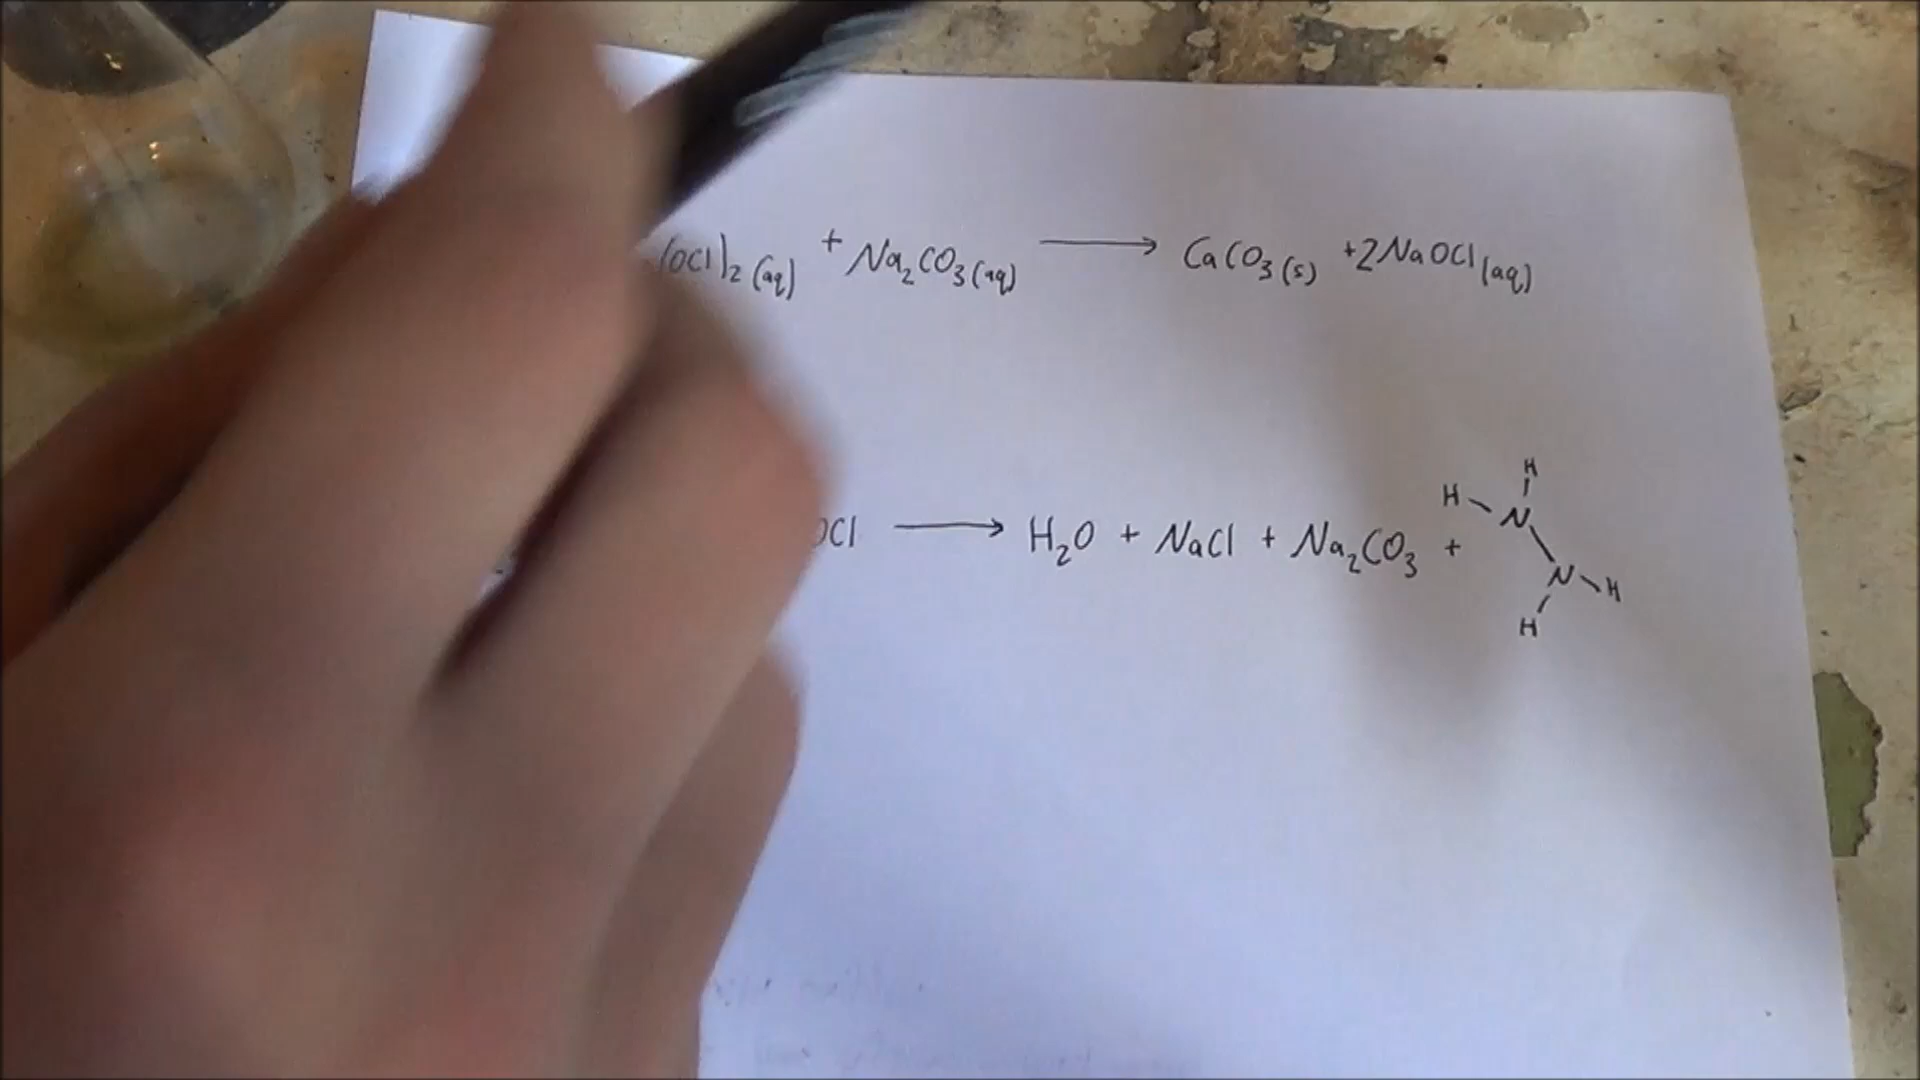 (OCl)₂ (aq) + Na₂CO₃ (aq) ⟶ CaCO₃ (s) + 2NaOCl (aq)
OCl ⟶ H₂O + NaCl + Na₂CO₃ +
H H
N
N H
H